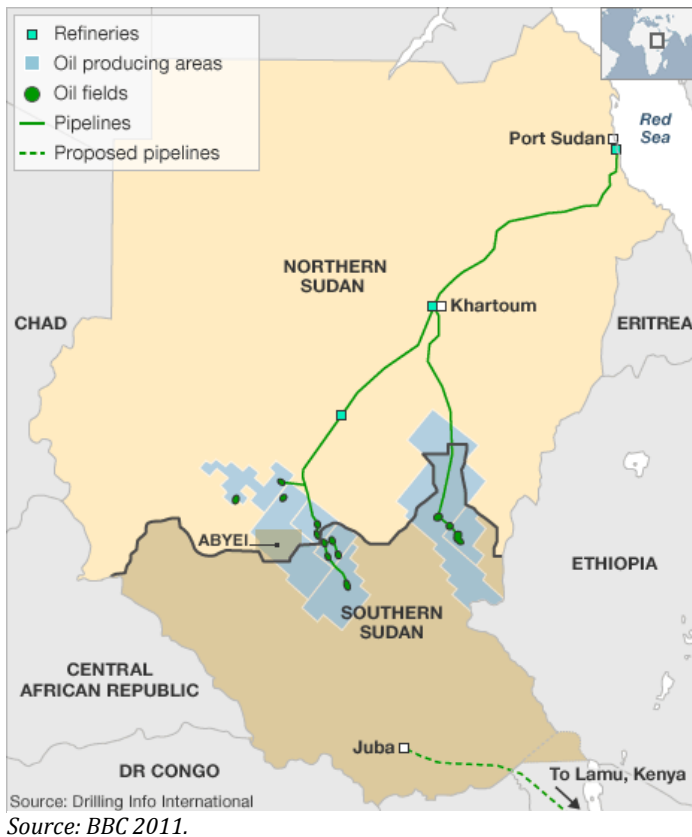 Refineries
Oil producing areas
Oil fields
Pipelines
Proposed pipelines
Red
Sea
Port Sudan
NORTHERN
SUDAN
Khartoum
CHAD
ERITREA
ABYEI
ETHIOPIA
SOUTHERN
SUDAN
CENTRAL
AFRICAN REPUBLIC
Juba
DR CONGO
To Lamu, Kenya
Source: Drilling Info International
Source: BBC 2011.